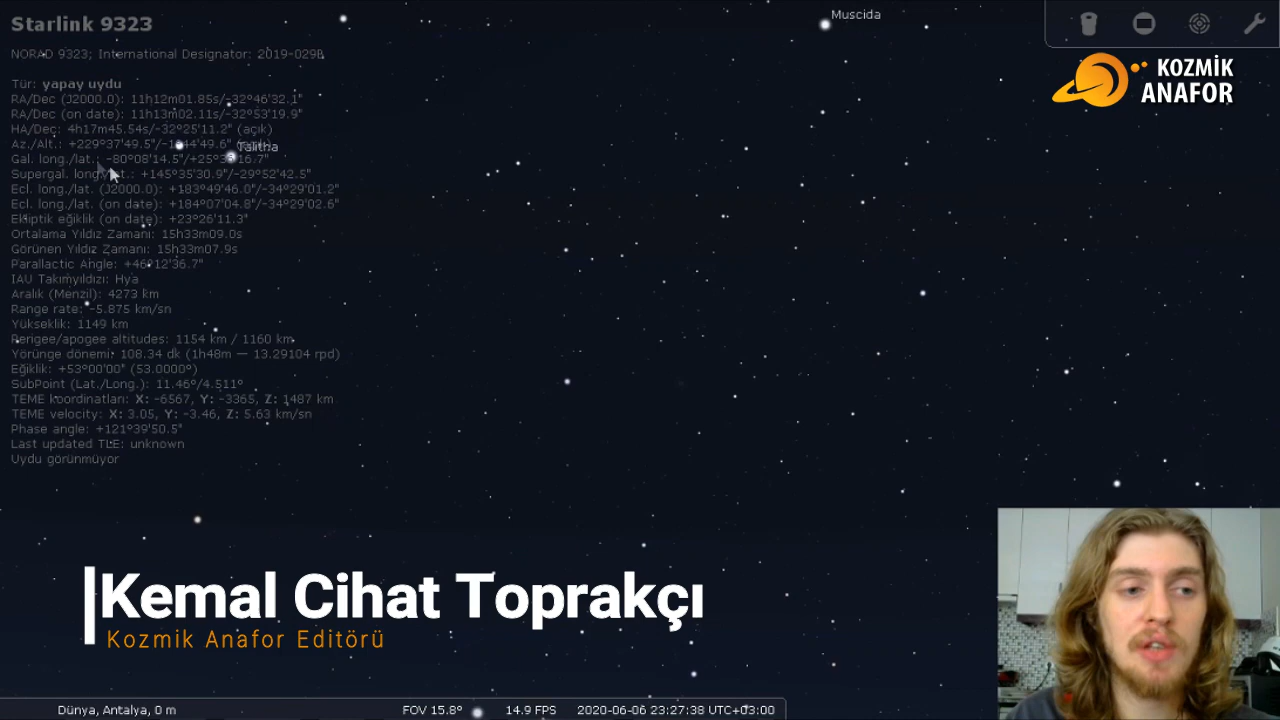 Starlink 9323
NORAD 9323; International Designator: 2019-029B
Tür: yapay uydu
RA/Dec (J2000.0): 11h12m01.85s/-32°46'32.1"
RA/Dec (on date): 11h13m02.11s/-32°53'19.9"
HA/Dec: 4h17m45.54s/-32°25'11.2" (açık)
Az./Alt.: +229°37'49.5"/
Talitha
Gal. long./lat.: -80°08'14.5"/
Supergal. +145°35'30.9"/-29°52'42.5"
Ecl. long./lat. (J2000.0): +183°49'46.0"/-34°29'01.2"
Ecl. long./lat. (on date): +184°07'04.8"/-34°29'02.6"
Ekliptik eğiklik (on date): +23°26'11.3"
Ortalama Yıldız Zamanı: 15h33m09.0s
Görünen Yıldız Zamanı: 15h33m07.9s
Parallactic Angle: +46°12'36.7"
IAU Takımyıldızı: Hya
Aralık (Menzil): 4273 km
Range rate: -5.875 km/sn
Yükseklik: 1149 km
Perigee/apogee altitudes: 1154 km / 1160 km
Yörünge dönemi: 108.34 dk (1h48m — 13.29104 rpd)
Eğiklik: +53°00'00" (53.0000°)
SubPoint (Lat./Long.): 11.46°/4.511°
TEME koordinatları: X: -6567, Y: -3365, Z: 1487 km
TEME velocity: X: 3.05, Y: -3.46, Z: 5.63 km/sn
Phase angle: +121°39'50.5"
Last updated TLE: unknown
Uydu görünmüyor
Muscida
KOZMİK
ANAFOR
Kemal Cihat Toprakçı
Kozmik Anafor Editörü
Dünya, Antalya, 0 m
FOV 15.8°
14.9 FPS
2020-06-06 23:27:38 UTC+03:00